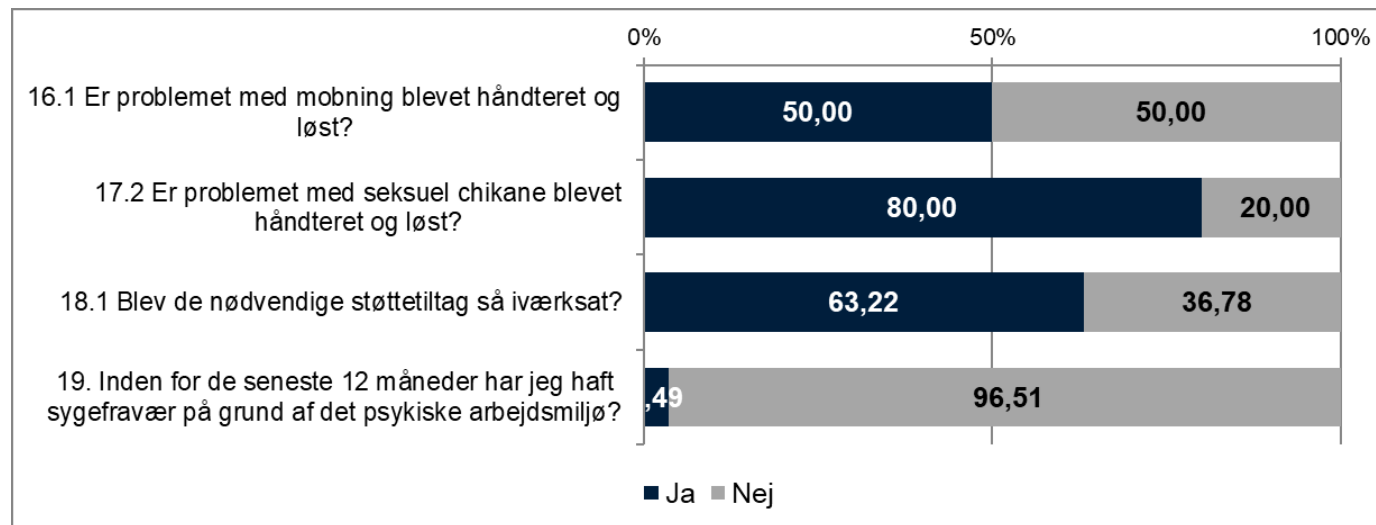 0% 50% 100%
16.1 Er problemet med mobning blevet håndteret og
løst?
50,00 50,00
17.2 Er problemet med seksuel chikane blevet
håndteret og løst?
80,00 20,00
18.1 Blev de nødvendige støttetiltag så iværksat?
63,22 36,78
19. Inden for de seneste 12 måneder har jeg haft
sygefravær på grund af det psykiske arbejdsmiljø?
,49 96,51
Ja Nej